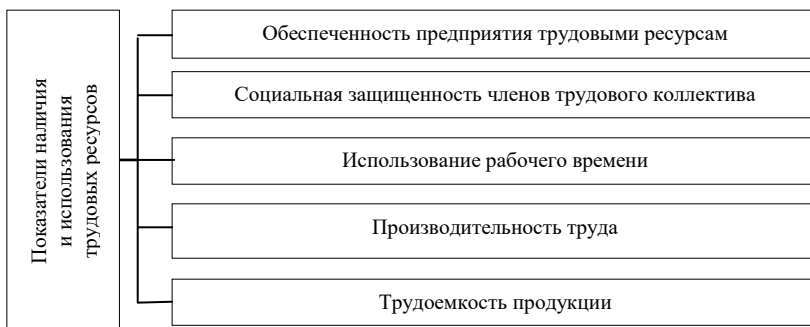 Показатели наличия
и использования
трудовых ресурсов
Обеспеченность предприятия трудовыми ресурсам
Социальная защищенность членов трудового коллектива
Использование рабочего времени
Производительность труда
Трудоемкость продукции